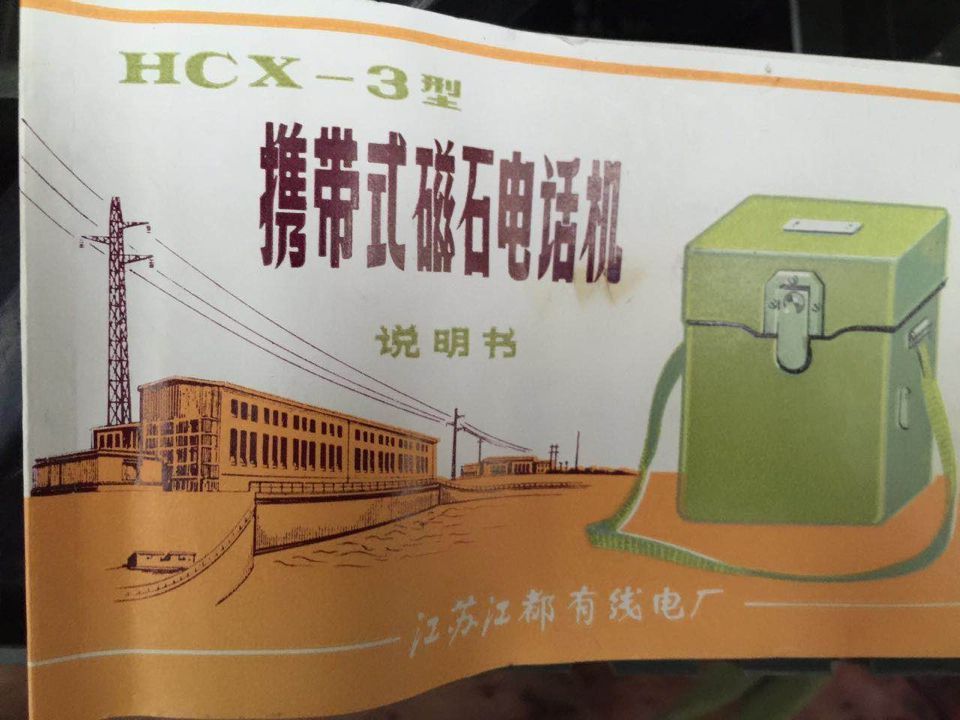 HCX-3型
携带式磁石电话机
说明书
江苏江都有线电厂